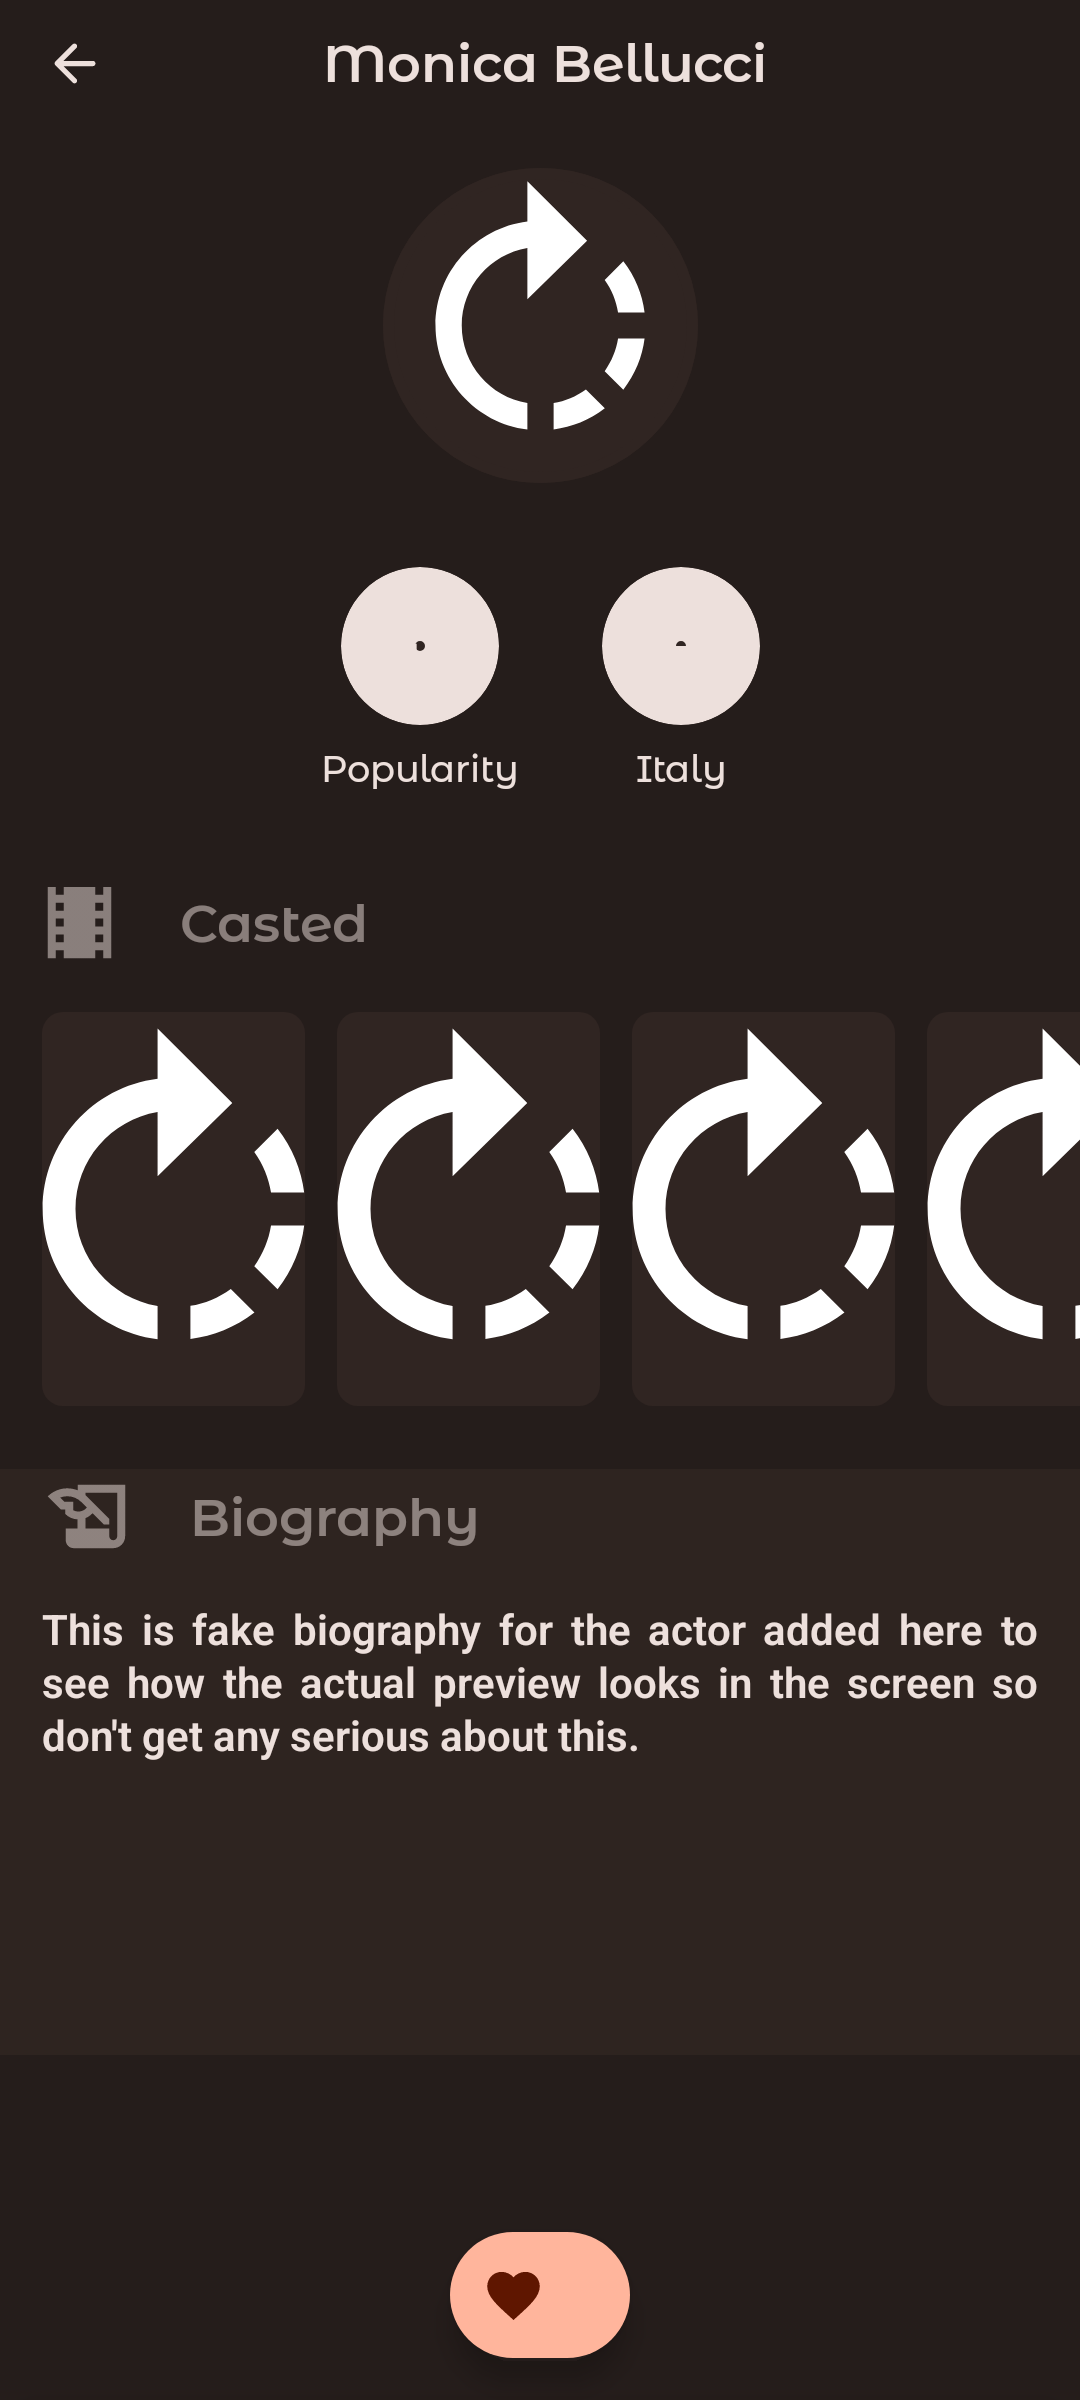 Monica Bellucci
Popularity
Italy
Casted
Biography
This is fake biography for the actor added here to
see how the actual preview looks in the screen so
don't get any serious about this.